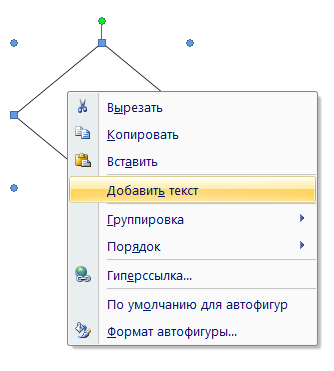 Вырезать
Копировать
Вставить
Добавить текст
Группировка
Порядок
Гиперссылка...
По умолчанию для автофигур
Формат автофигуры...